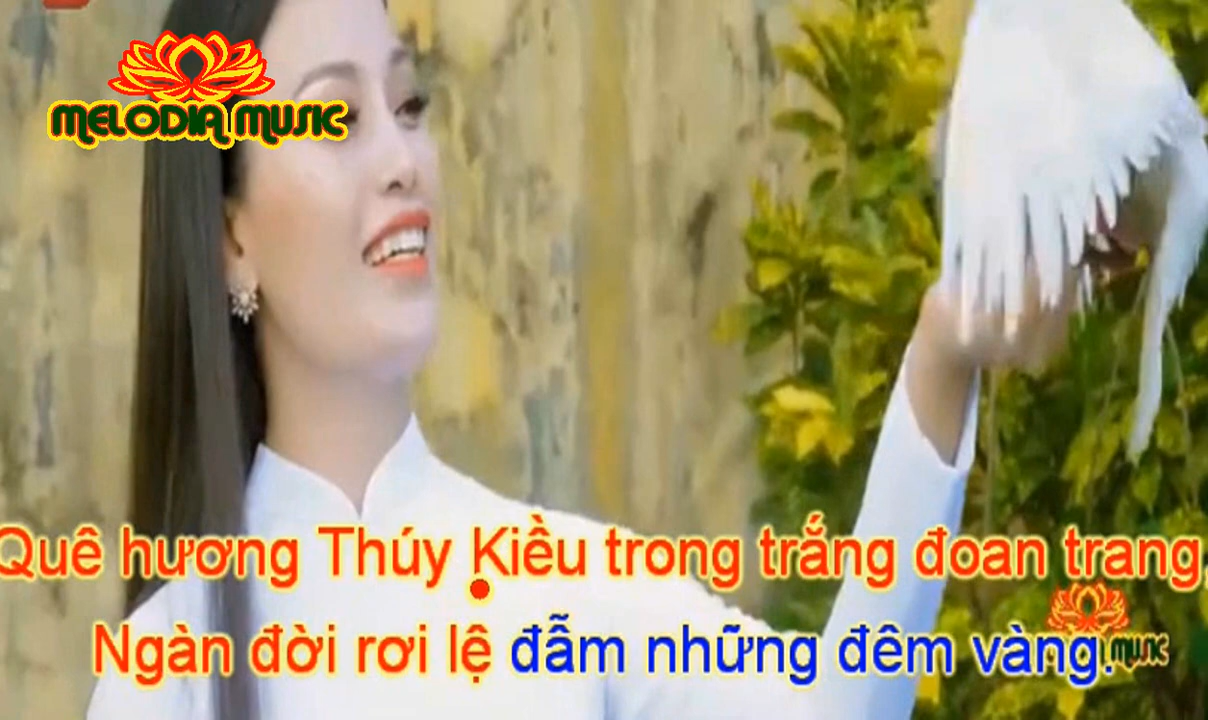 MELODIA MUSIC
Quê hương Thúy Kiều trong trắng đoan trang,
Ngàn đời rơi lệ đẫm những đêm vàng.
MUSIC